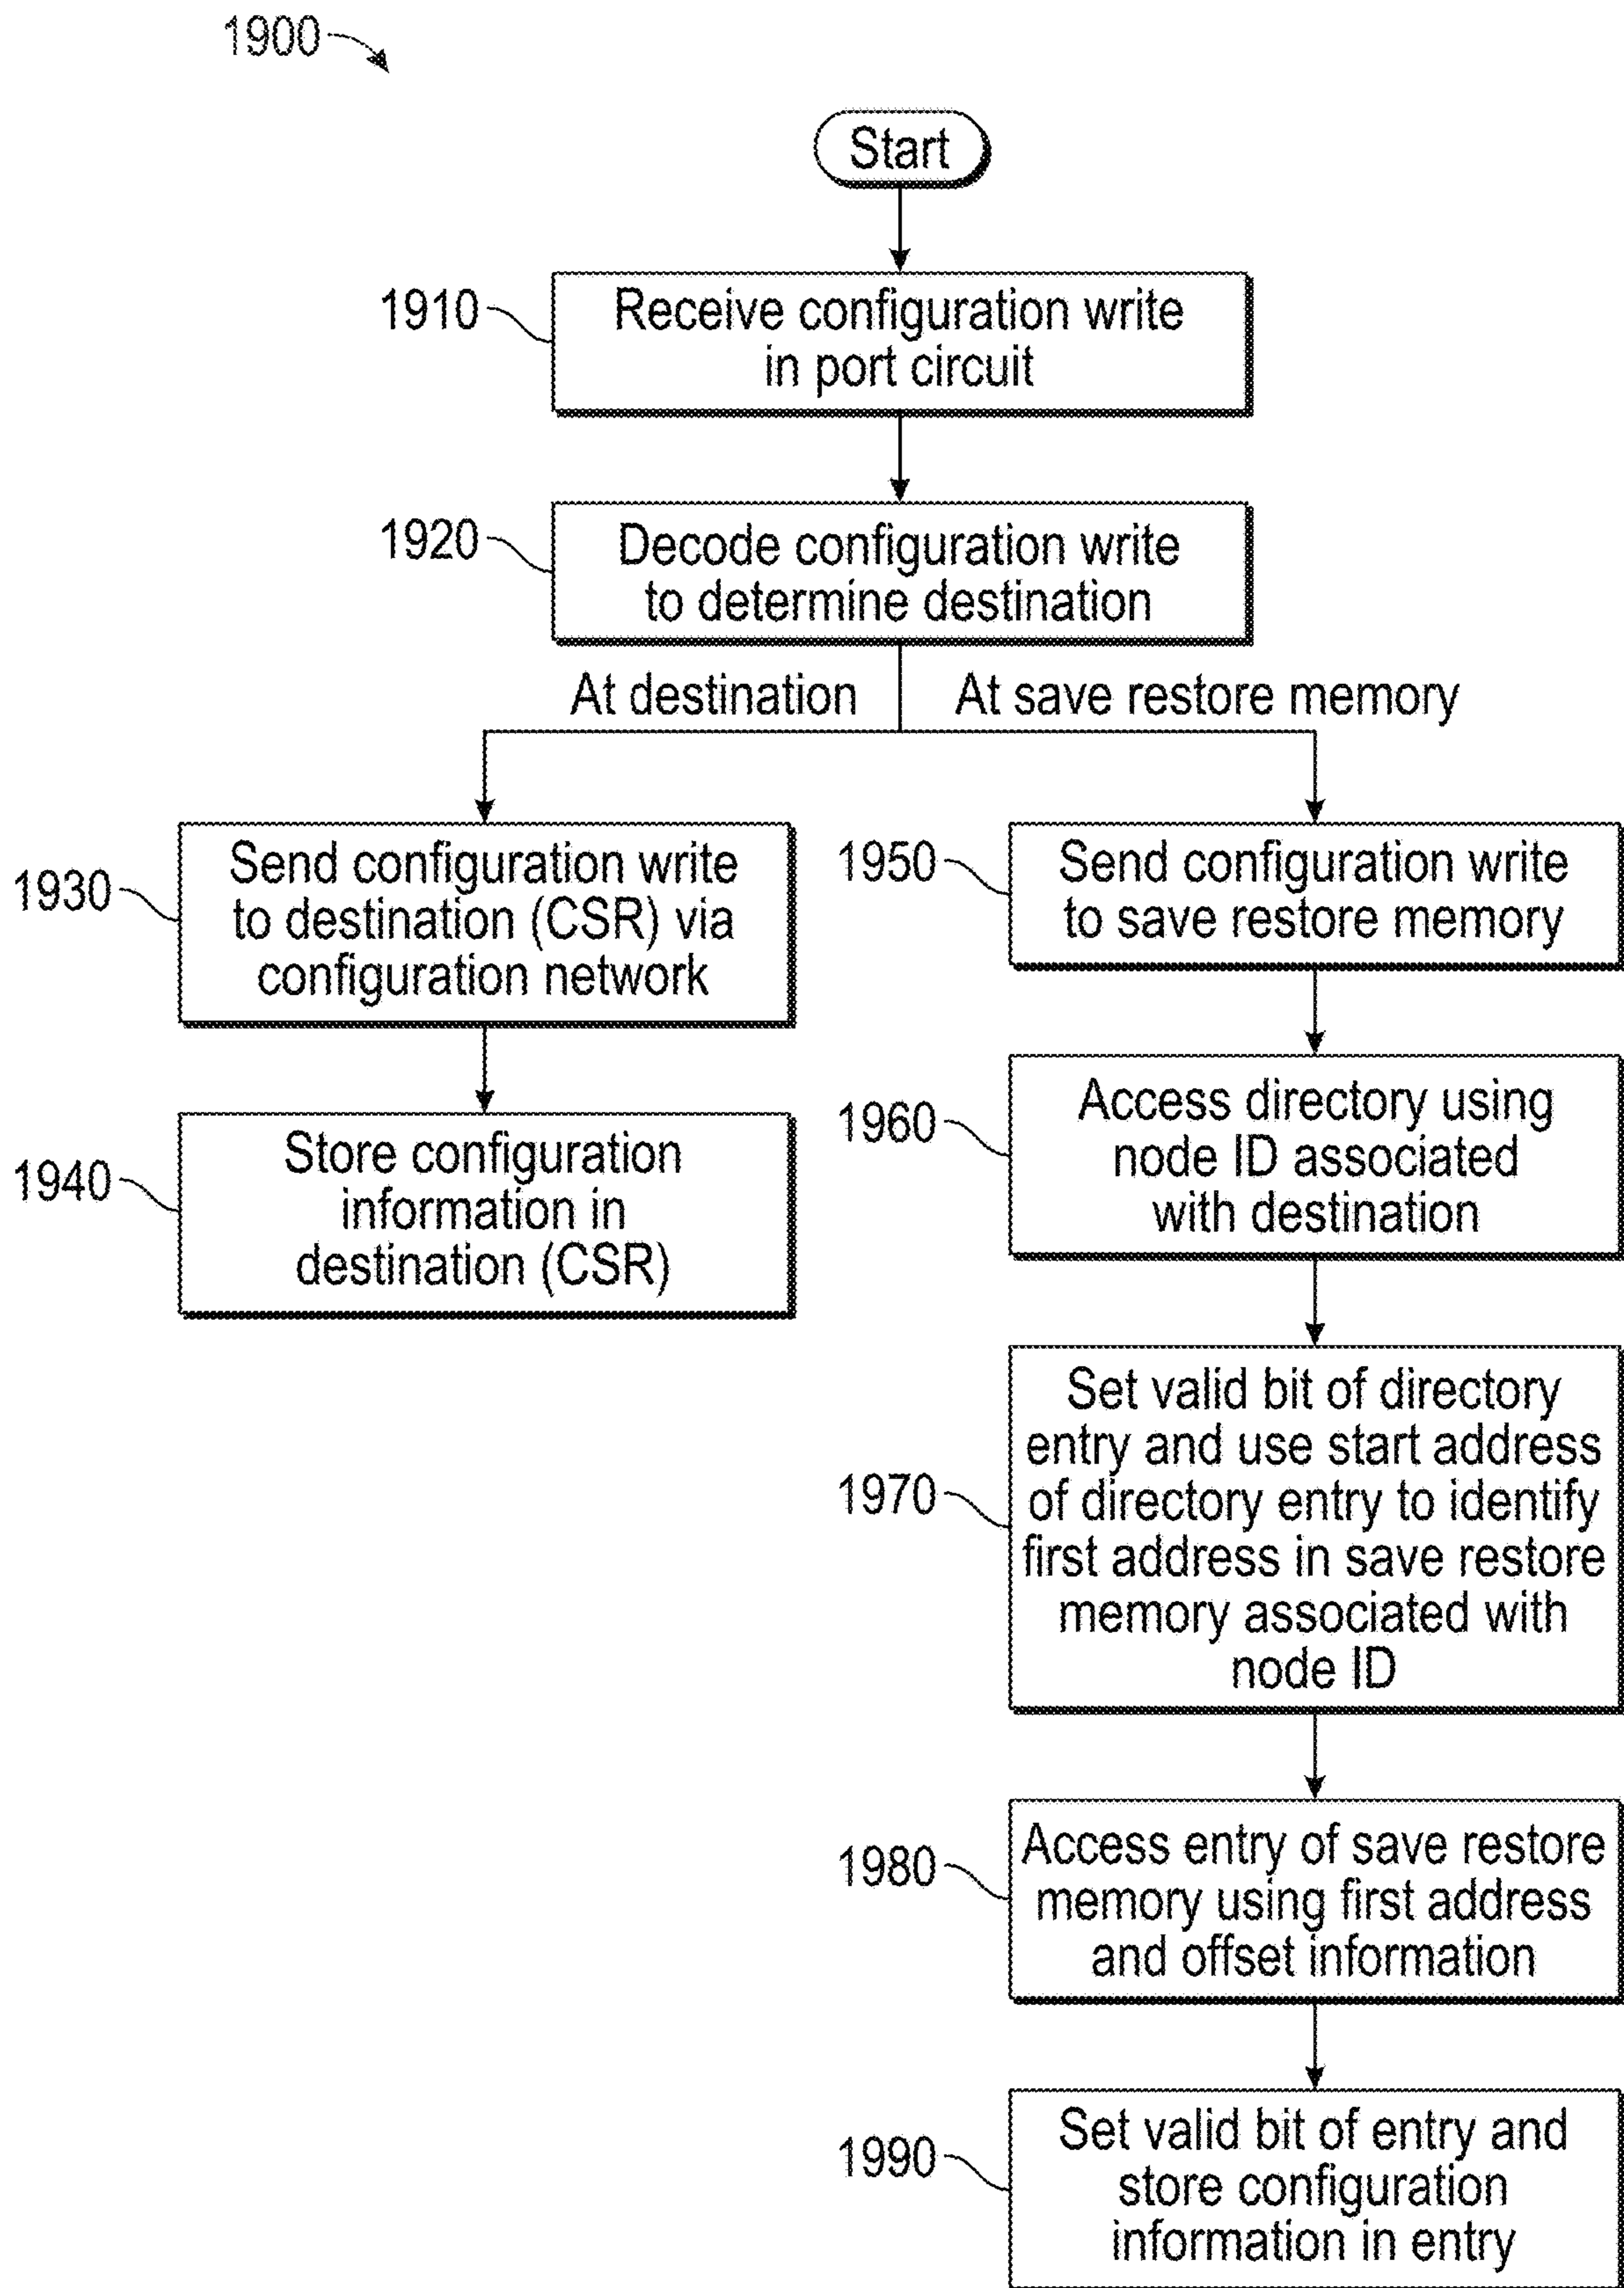 1900
Start
1910
Receive configuration write
in port circuit
1920
Decode configuration write
to determine destination
At destination
At save restore memory
1930
Send configuration write
to destination (CSR) via
configuration network
1940
Store configuration
information in
destination (CSR)
1950
Send configuration write
to save restore memory
1960
Access directory using
node ID associated
with destination
1970
Set valid bit of directory
entry and use start address
of directory entry to identify
first address in save restore
memory associated with
node ID
1980
Access entry of save restore
memory using first address
and offset information
1990
Set valid bit of entry and
store configuration
information in entry